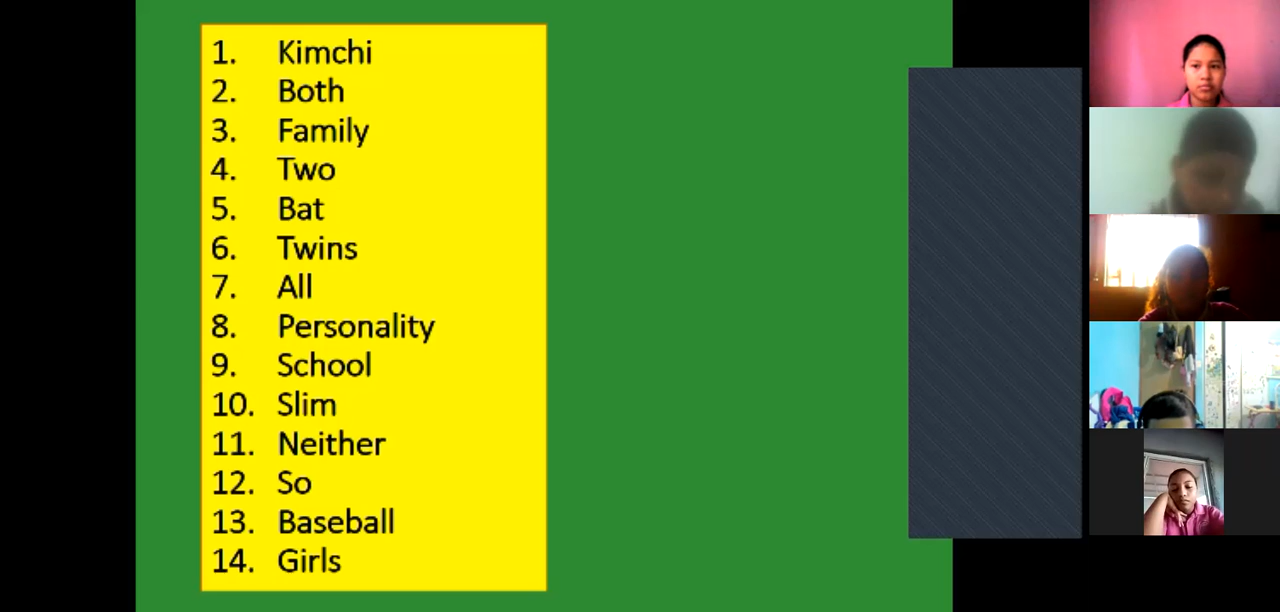 1. Kimchi
2. Both
3. Family
4. Two
5. Bat
6. Twins
7. All
8. Personality
9. School
10. Slim
11. Neither
12. So
13. Baseball
14. Girls